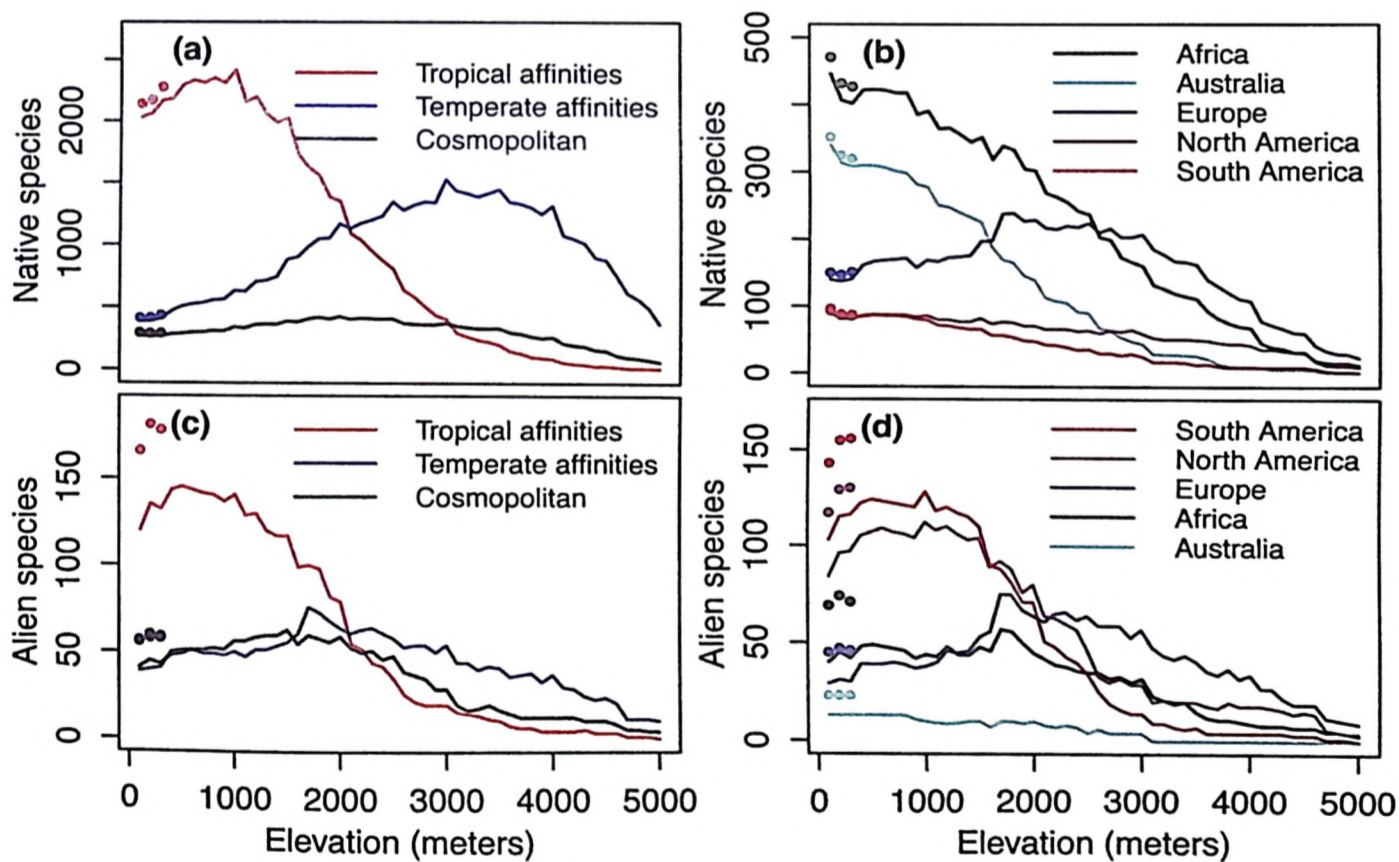 (a)
Tropical affinities
Temperate affinities
Cosmopolitan
Native species
0
1000
2000
(b)
Africa
Australia
Europe
North America
South America
Native species
0
100
300
500
(c)
Tropical affinities
Temperate affinities
Cosmopolitan
Alien species
0
50
100
150
0
1000
2000
3000
4000
5000
Elevation (meters)
(d)
South America
North America
Europe
Africa
Australia
Alien species
0
50
100
150
0
1000
2000
3000
4000
5000
Elevation (meters)